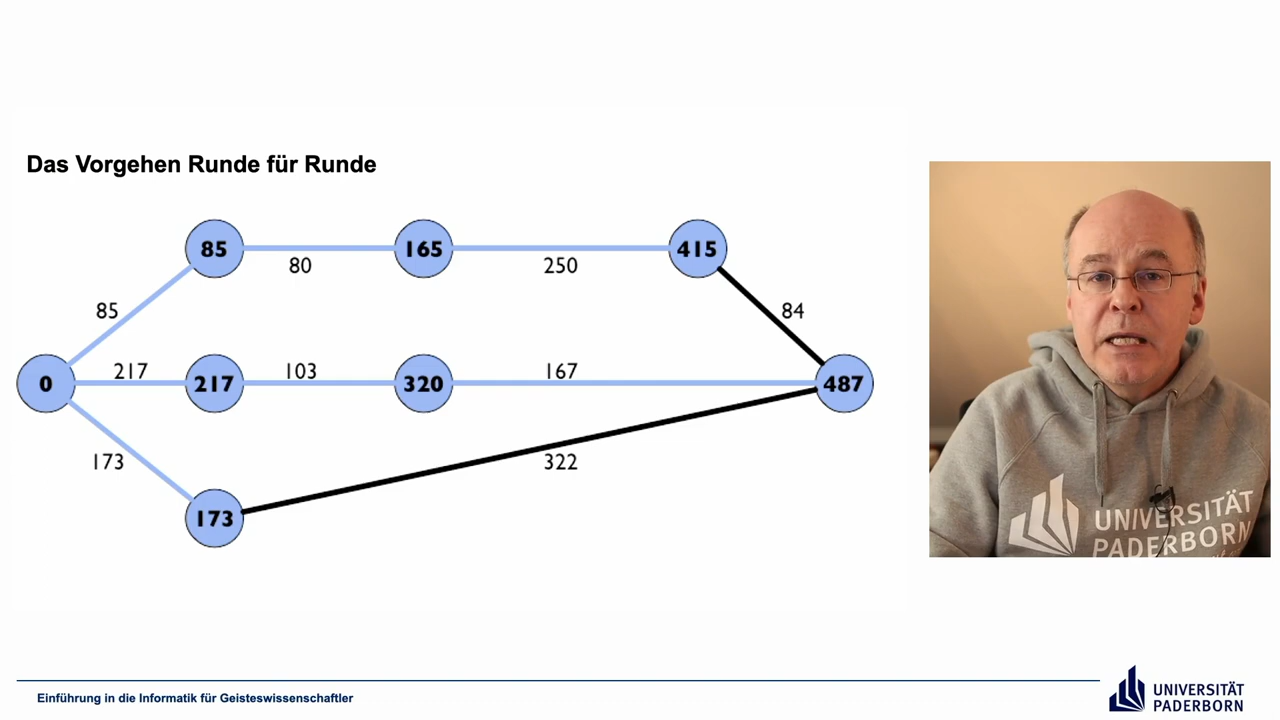 Das Vorgehen Runde für Runde
85
165
415
80
250
85
84
217
103
167
0
217
320
487
173
322
173
UNIVERSITÄT
PADERBORN
Einführung in die Informatik für Geisteswissenschaftler
UNIVERSITÄT
PADERBORN